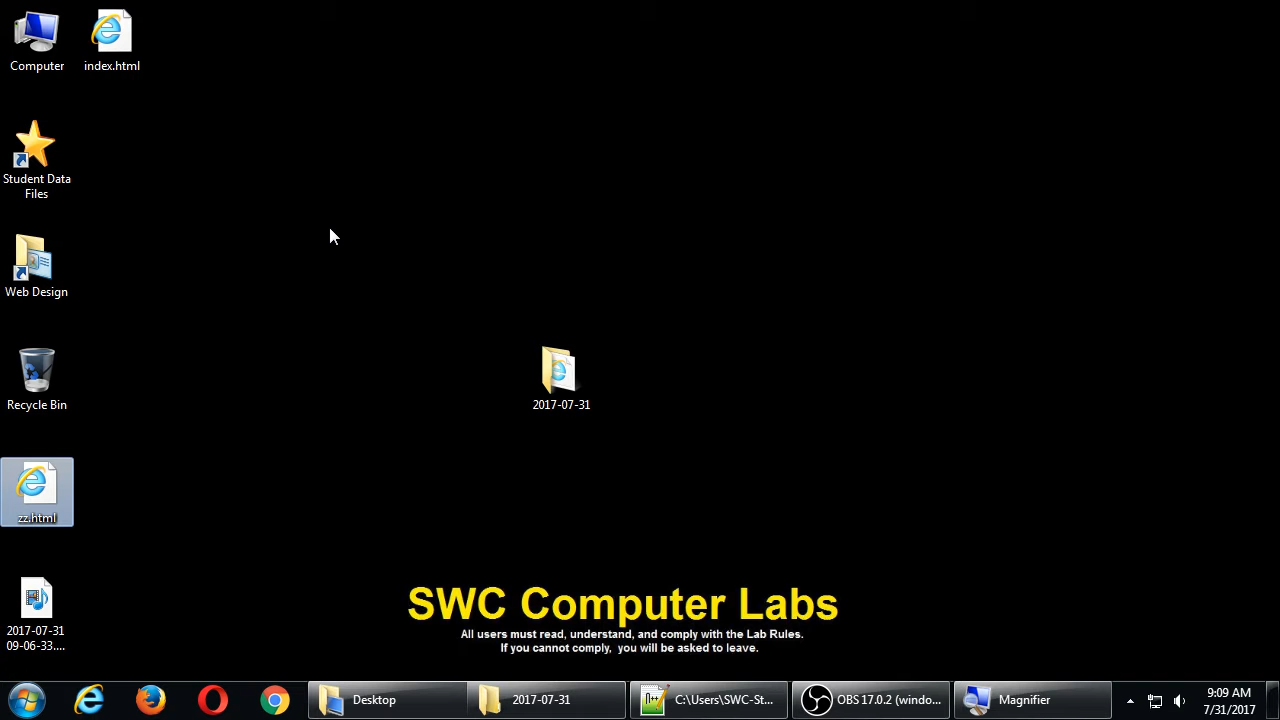 Computer
index.html
Student Data
Files
Web Design
Recycle Bin
2017-07-31
zz.html
2017-07-31
09-06-33....
SWC Computer Labs
All users must read, understand, and comply with the Lab Rules.
If you cannot comply, you will be asked to leave.
Desktop
2017-07-31
C:\Users\SWC-St...
OBS 17.0.2 (windo...
Magnifier
9:09 AM
7/31/2017